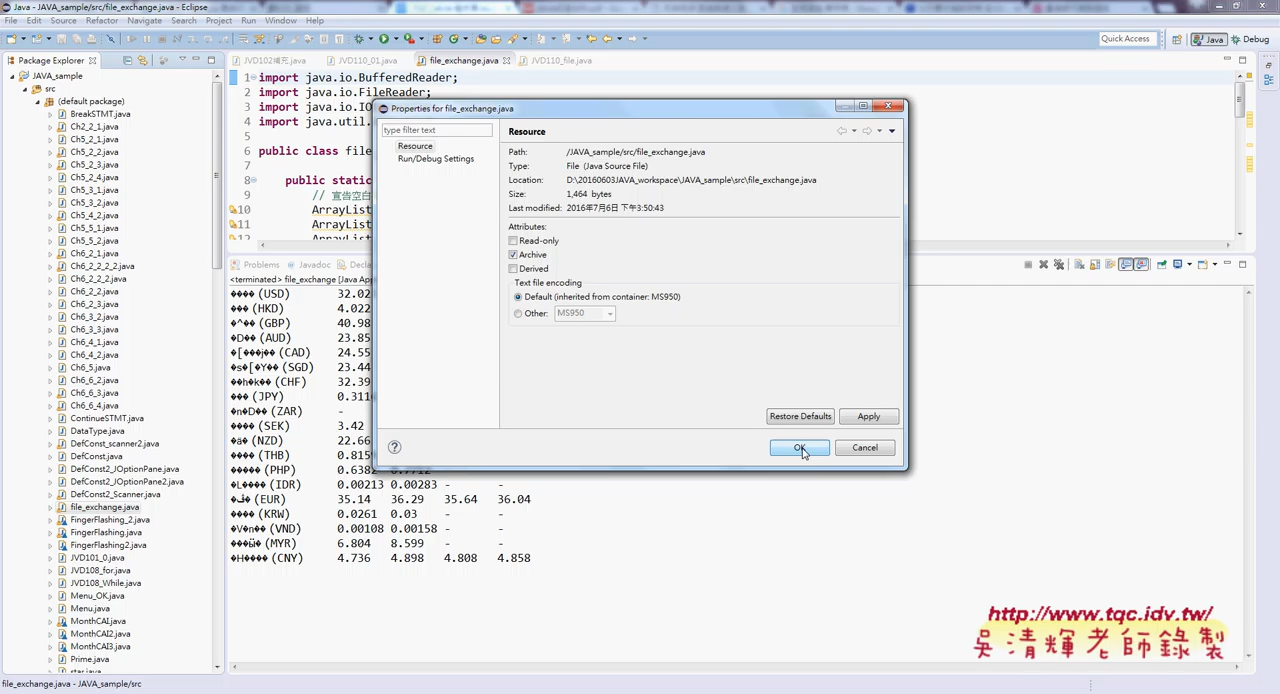 Java - JAVA_sample/src/file_exchange.java - Eclipse
File Edit Source Refactor Navigate Search Project Run Window Help
Quick Access
Java
Debug
Package Explorer
JVD102補充.java
JVD110_01.java
file_exchange.java
JVD110_file.java
JAVA_sample
src
(default package)
BreakSTMT.java
Ch2_2_1.java
Ch5_2_1.java
Ch5_2_2.java
Ch5_2_3.java
Ch5_2_4.java
Ch5_3_1.java
Ch5_3_2.java
Ch5_4_2.java
Ch5_5_2.java
Ch5_5_3.java
Ch6_2_1.java
Ch6_2_2_2_2.java
Ch6_2_2_2.java
Ch6_2_2.java
Ch6_3_2.java
Ch6_3_3.java
Ch6_4_1.java
Ch6_4_2.java
Ch6_5.java
Ch6_6_2.java
Ch6_6_3.java
Ch6_6_4.java
ContinueSTMT.java
DataType.java
DefConst_scanner2.java
DefConst.java
DefConst2_JOptionPane.java
DefConst2_JOptionPane2.java
DefConst2_Scanner.java
file_exchange.java
FingerFlashing_2.java
FingerFlashing.java
FingerFlashing2.java
JVD101_0.java
JVD108_for.java
JVD108_While.java
Menu_OK.java
Menu.java
MonthCAI.java
MonthCAI2.java
MonthCAI3.java
Prime.java
star.java
1 import java.io.BufferedReader;
2 import java.io.FileReader;
3 import java.io.IO
4 import java.util.
6 public class file
8 public stati
9 // 宣告空白
10 ArrayList
11 ArrayList
12 ArrayList
Problems Javadoc Decla
<terminated> file_exchange [Java App
(USD) 32.02
(HKD) 4.022
(GBP) 40.98
(AUD) 23.85
(CAD) 24.55
(SGD) 23.44
(CHF) 32.39
(JPY) 0.311
(ZAR) -
(SEK) 3.42
(NZD) 22.66
(THB) 0.815
(PHP) 0.6382 0.7712
(IDR) 0.00213 0.00283 - -
(EUR) 35.14 36.29 35.64 36.04
(KRW) 0.0261 0.03 - -
(VND) 0.00108 0.00158 - -
(MYR) 6.804 8.599 - -
(CNY) 4.736 4.898 4.808 4.858
Properties for file_exchange.java
type filter text
Resource
Run/Debug Settings
Resource
Path: /JAVA_sample/src/file_exchange.java
Type: File (Java Source File)
Location: D:\20160603JAVA_workspace\JAVA_sample\src\file_exchange.java
Size: 1,464 bytes
Last modified: 2016年7月6日 下午3:50:43
Attributes:
Read-only
Archive
Derived
Text file encoding
Default (inherited from container: MS950)
Other: MS950
Restore Defaults Apply
OK Cancel
http://www.tqc.idv.tw/
吳清輝老師錄製
file_exchange.java - JAVA_sample/src